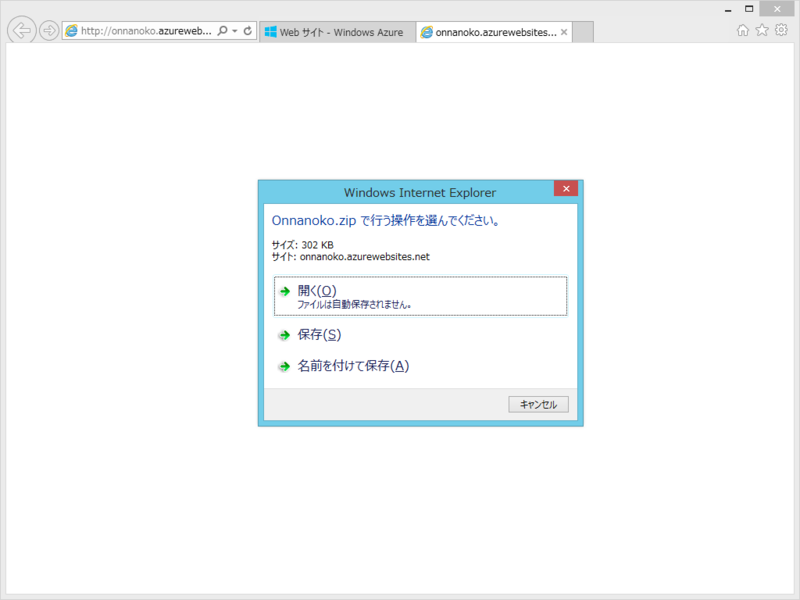 http://onnanoko.azureweb...
Web サイト - Windows Azure
onnanoko.azurewebsites...
Windows Internet Explorer
Onnanoko.zip で行う操作を選んでください。
サイズ: 302 KB
サイト: onnanoko.azurewebsites.net
開く(O)
ファイルは自動保存されません。
保存(S)
名前を付けて保存(A)
キャンセル